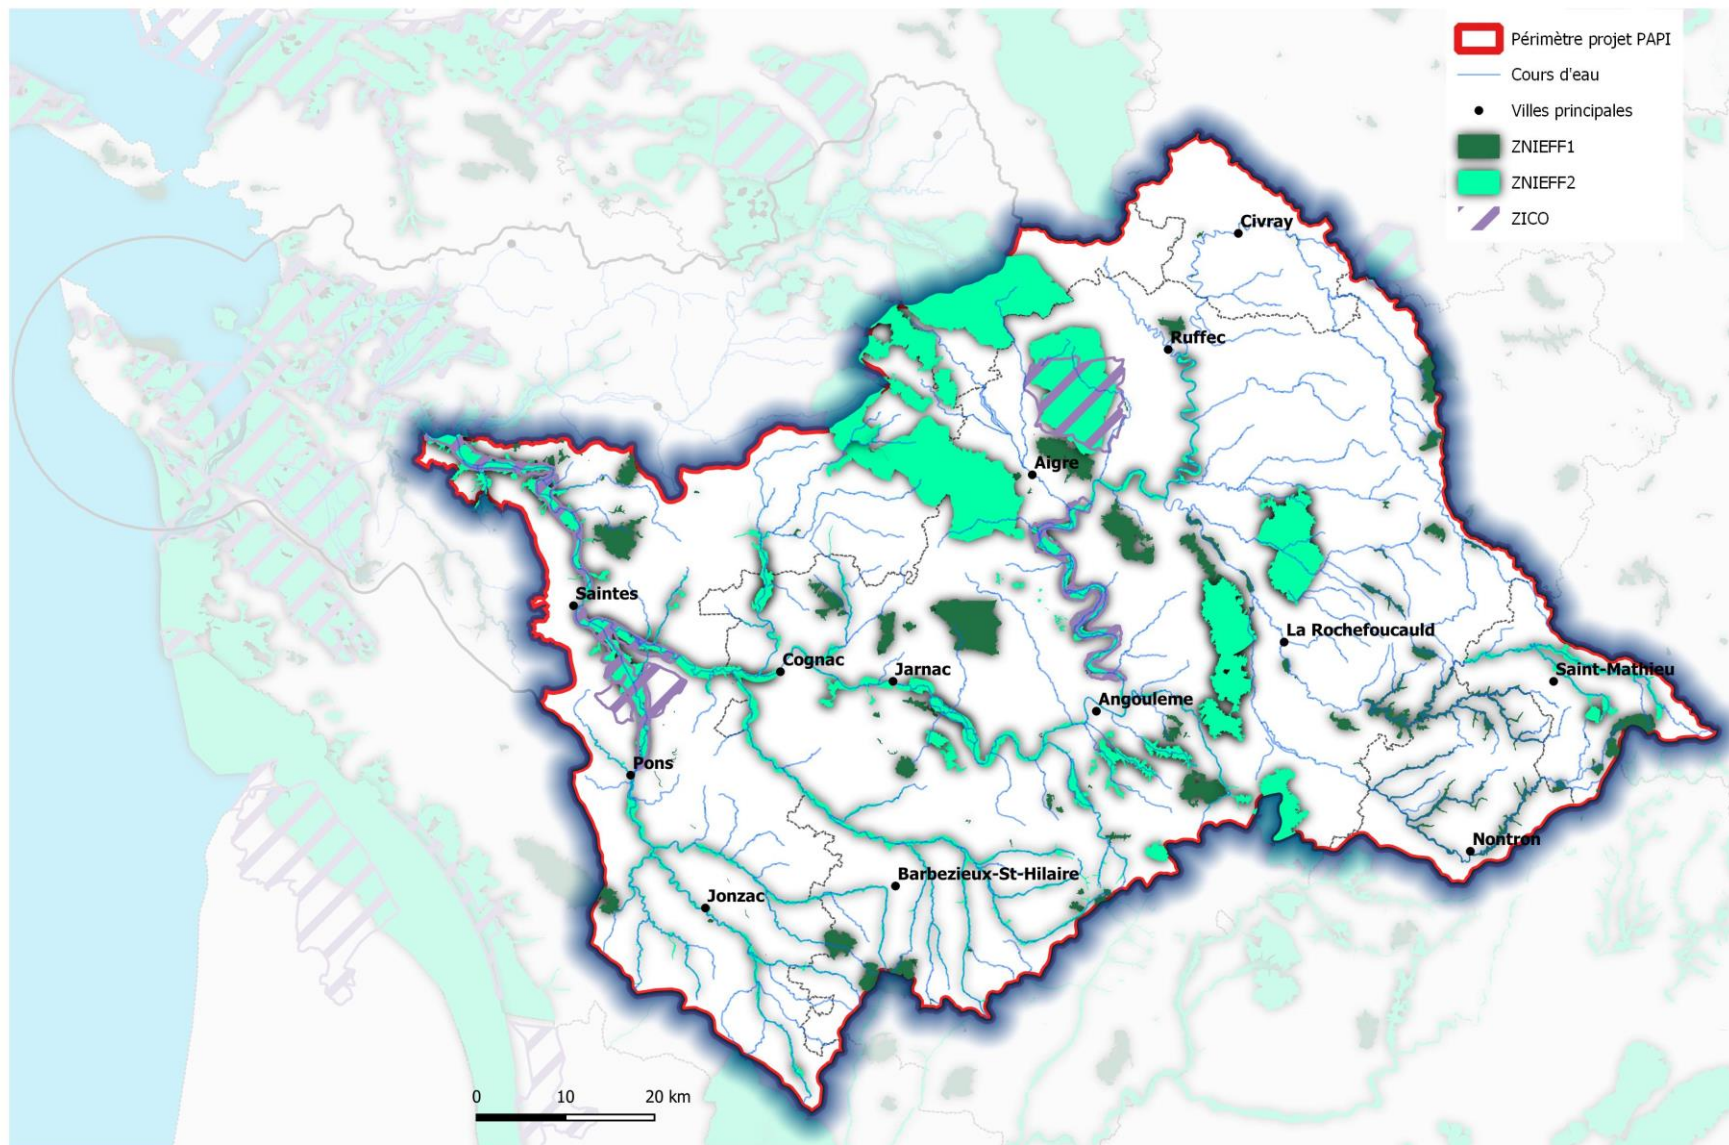 Périmètre projet PAPI
Cours d'eau
Villes principales
ZNIEFF1
ZNIEFF2
ZICO
Civray
Ruffec
Aigre
Saintes
La Rochefoucauld
Cognac
Jarnac
Saint-Mathieu
Angouleme
Pons
Nontron
Barbezieux-St-Hilaire
Jonzac
0 10 20 km